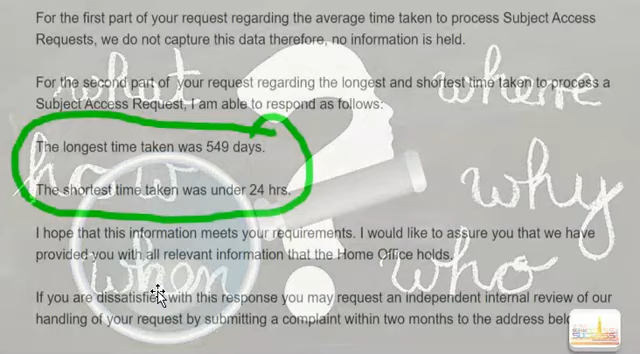 For the first part of your request regarding the average time taken to process Subject Access
Requests, we do not capture this data therefore, no information is held.
For the second part of your request regarding the longest and shortest time taken to process a
Subject Access Request, I am able to respond as follows:
what
where
The longest time taken was 549 days.
how
why
The shortest time taken was under 24 hrs.
I hope that this information meets your requirements. I would like to assure you that we have
provided you with all relevant information that the Home Office holds.
when
who
If you are dissatisfied with this response you may request an independent internal review of our
handling of your request by submitting a complaint within two months to the address
SUCCESS